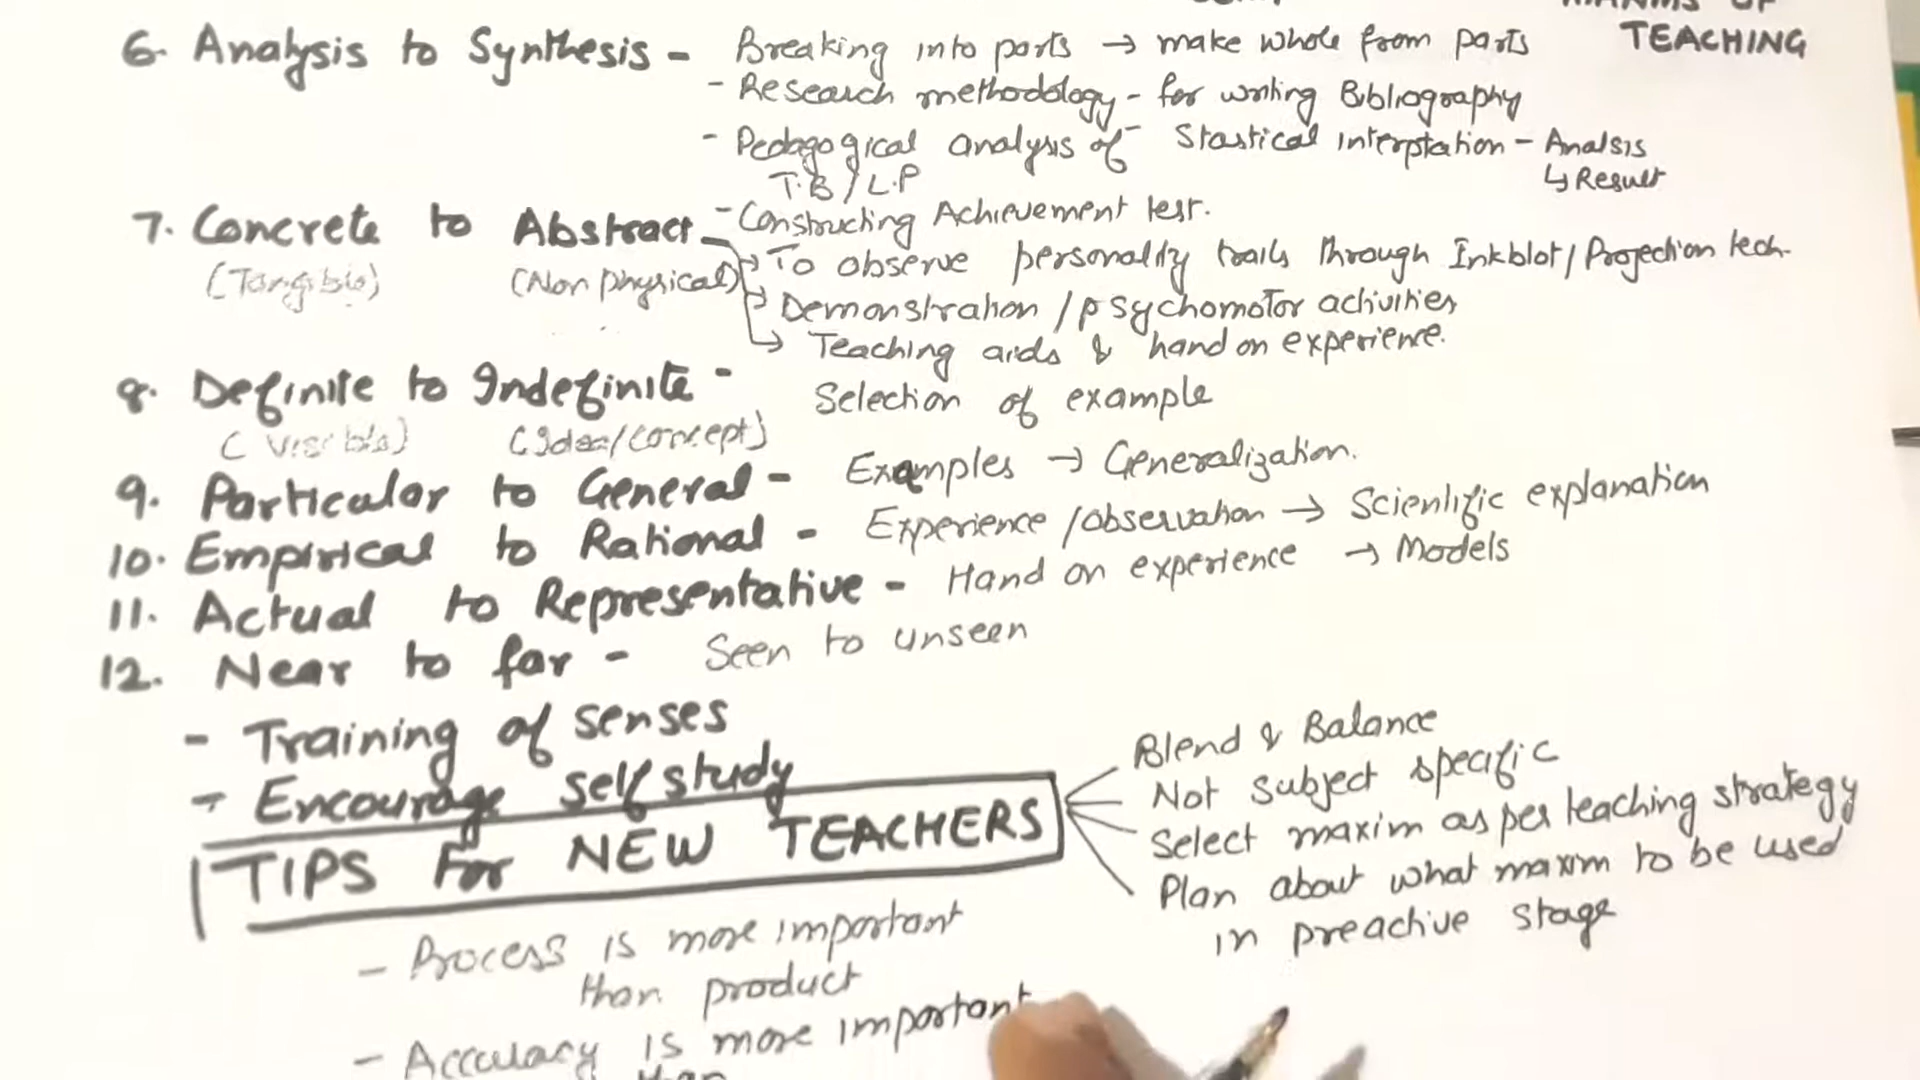 MAXIMS OF
TEACHING
6. Analysis to Synthesis - Breaking into parts → make whole from parts
- Research methodology - for writing Bibliography
- Pedagogical analysis of - Stastical interptation - Analsis
T.B / L.P ↳ Result
7. Concrete to Abstract - Constructing Achievement test.
(Tangible) (Non physical) → To observe personality traits through Inkblot / Projection tech.
→ Demonstration / psychomotor activities
→ Teaching aids & hand on experience.
8. Definite to Indefinite - Selection of example
(Visible) (Idea/concept)
9. Particular to General - Examples → Generalization.
10. Empirical to Rational - Experience / observation → Scientific explanation
11. Actual to Representative - Hand on experience → Models
12. Near to far - Seen to unseen
- Training of senses
- Encourage self study
TIPS For NEW TEACHERS
Blend & Balance
Not subject specific
Select maxim as per teaching strategy
Plan about what maxim to be used
in preactive stage
- Process is more important
than product
- Accuracy is more important
than